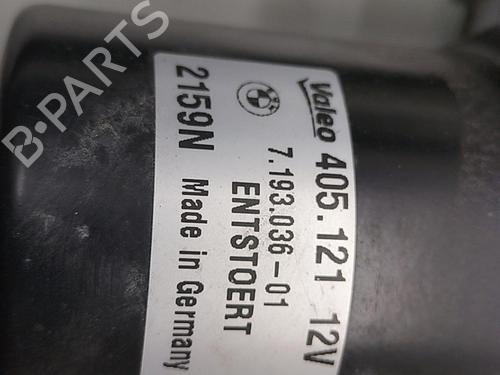 Valeo 405.121 12V
7.193.036-01
ENTSTOERT
2159N Made in Germany
B-PARTS